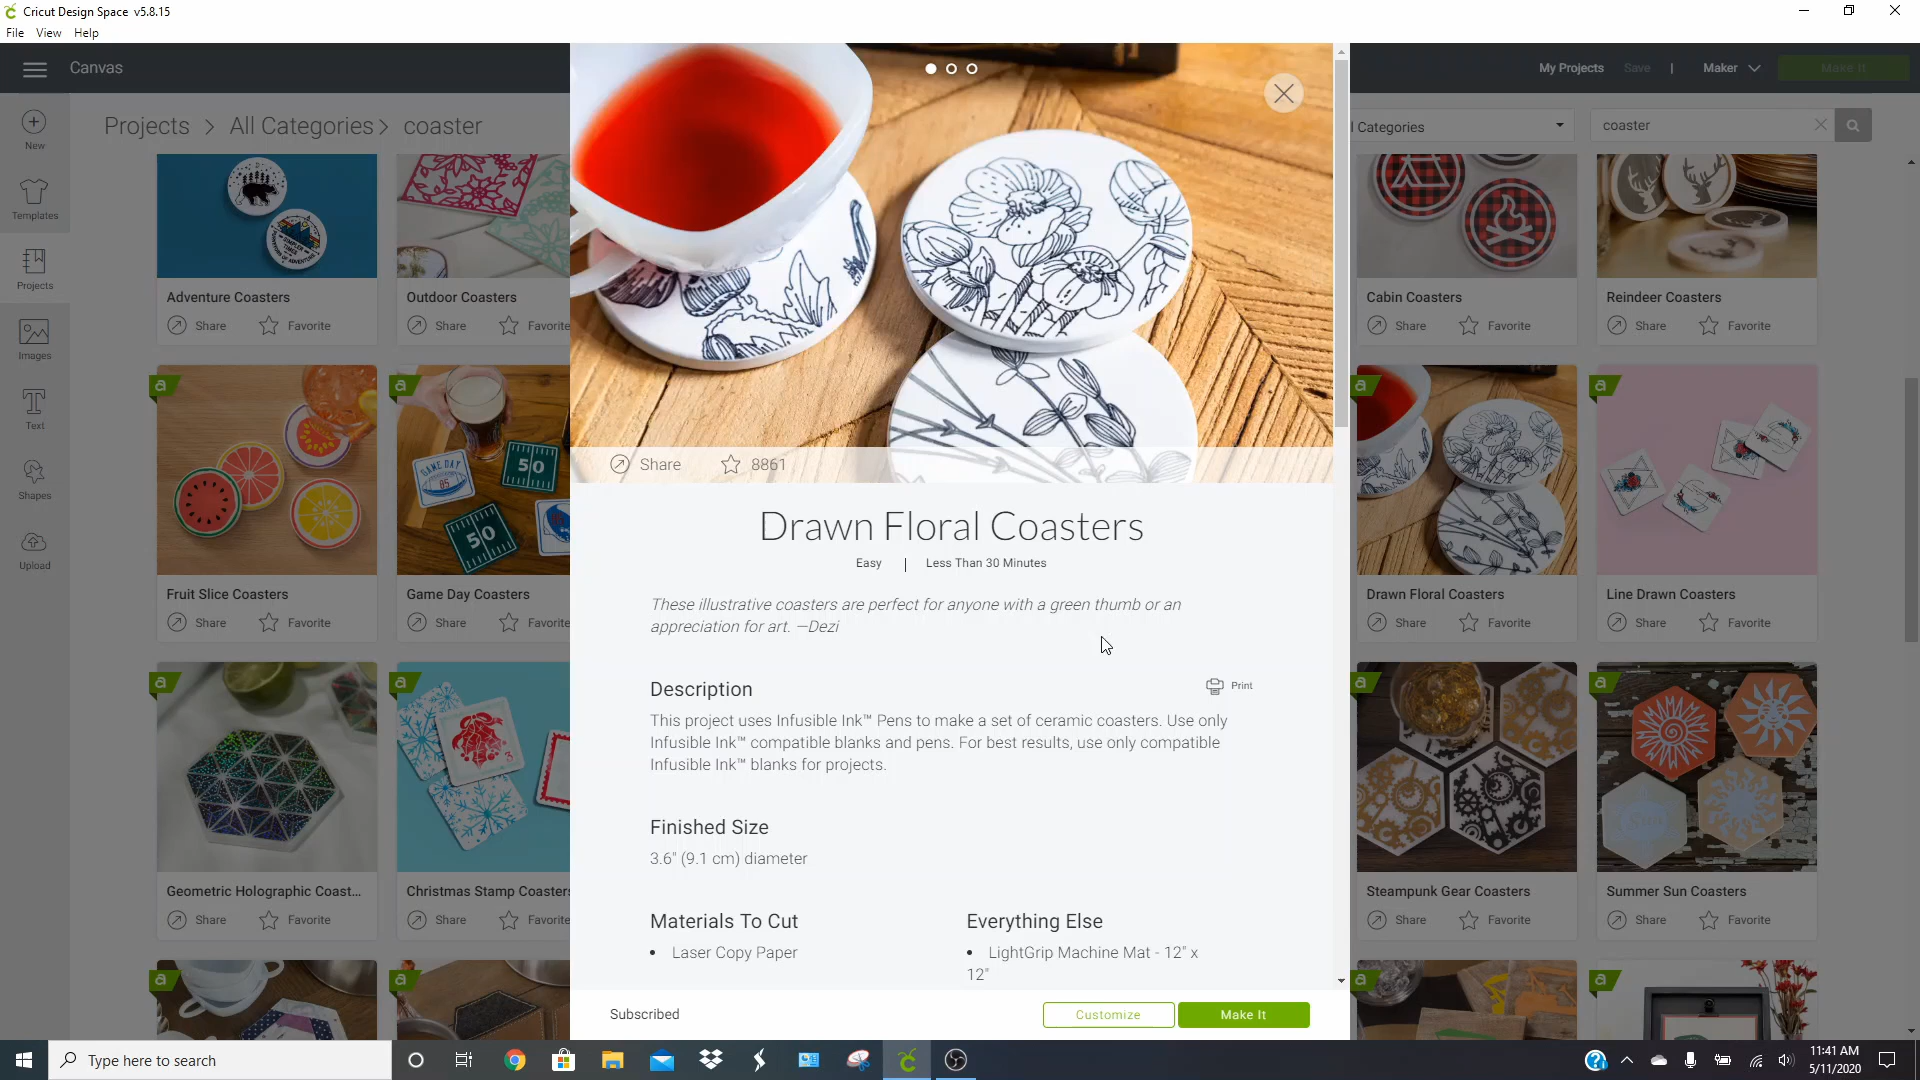 Cricut Design Space v5.8.15
File View Help
Canvas
My Projects Save | Maker Make It
New
Templates
Projects
Images
Text
Shapes
Upload
Projects > All Categories > coaster
l Categories
coaster
Adventure Coasters
Share Favorite
Outdoor Coasters
Share Favorite
Cabin Coasters
Share Favorite
Reindeer Coasters
Share Favorite
Fruit Slice Coasters
Share Favorite
Game Day Coasters
Share Favorite
Drawn Floral Coasters
Share Favorite
Line Drawn Coasters
Share Favorite
Geometric Holographic Coast...
Share Favorite
Christmas Stamp Coasters
Share Favorite
Steampunk Gear Coasters
Share Favorite
Summer Sun Coasters
Share Favorite
GAME DAY
85
50
50
a
Share 8861
Drawn Floral Coasters
Easy | Less Than 30 Minutes
These illustrative coasters are perfect for anyone with a green thumb or an
appreciation for art. —Dezi
Description
Print
This project uses Infusible Ink™ Pens to make a set of ceramic coasters. Use only
Infusible Ink™ compatible blanks and pens. For best results, use only compatible
Infusible Ink™ blanks for projects.
Finished Size
3.6" (9.1 cm) diameter
Materials To Cut
• Laser Copy Paper
Everything Else
• LightGrip Machine Mat - 12" x
12"
Subscribed
Customize
Make It
Type here to search
11:41 AM
5/11/2020